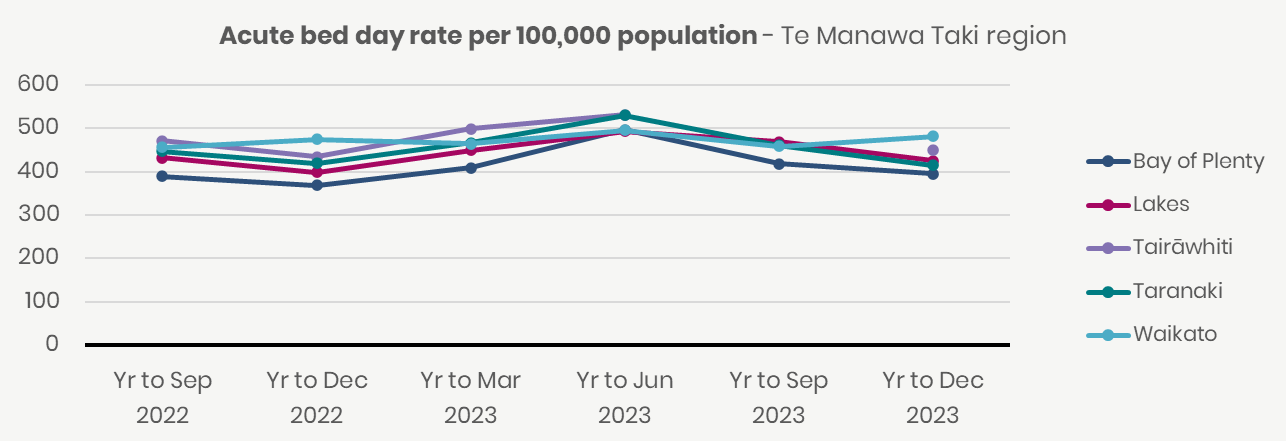 Acute bed day rate per 100,000 population - Te Manawa Taki region
600
500
400
300
200
100
0
Yr to Sep 2022
Yr to Dec 2022
Yr to Mar 2023
Yr to Jun 2023
Yr to Sep 2023
Yr to Dec 2023
Bay of Plenty
Lakes
Tairāwhiti
Taranaki
Waikato